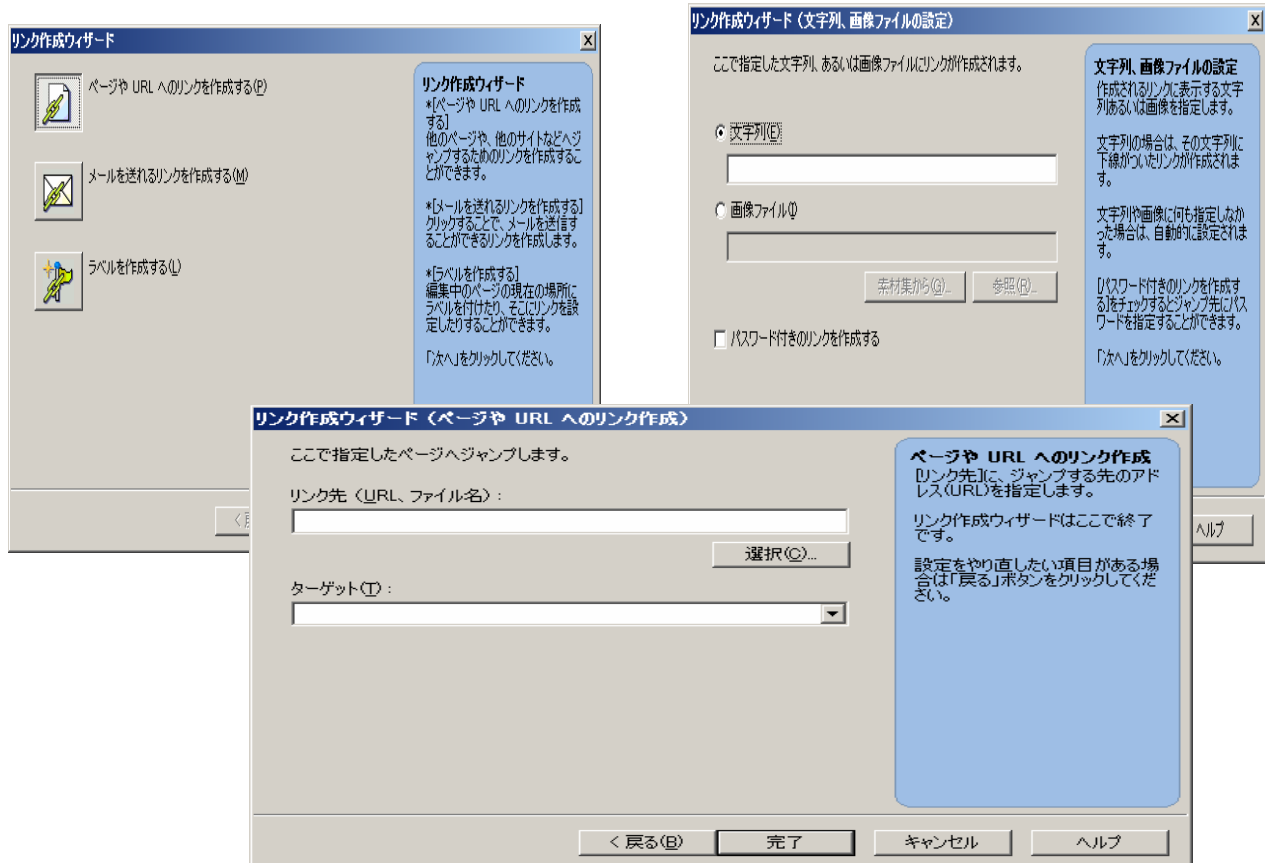 リンク作成ウィザード
ページや URL へのリンクを作成する(P)
メールを送れるリンクを作成する(M)
ラベルを作成する(L)
リンク作成ウィザード
*[ページや URL へのリンクを作成
する]
他のページや、他のサイトなどへジ
ャンプするためのリンクを作成するこ
とができます。
*[メールを送れるリンクを作成する]
クリックすることで、メールを送信す
ることができるリンクを作成します。
*[ラベルを作成する]
編集中のページの現在の場所に
ラベルを付けたり、そこにリンクを設
定したりすることができます。
「次へ」をクリックしてください。
リンク作成ウィザード（文字列、画像ファイルの設定）
ここで指定した文字列、あるいは画像ファイルにリンクが作成されます。
文字列(E)
画像ファイル(I)
素材集から(G)... 参照(R)...
パスワード付きのリンクを作成する
文字列、画像ファイルの設定
作成されるリンクに表示する文字
列あるいは画像を指定します。
文字列の場合は、その文字列に
下線がついたリンクが作成されま
す。
文字列や画像に何も指定しなか
った場合は、自動的に設定されま
す。
[パスワード付きのリンクを作成す
る]をチェックするとジャンプ先にパス
ワードを指定することができます。
「次へ」をクリックしてください。
ヘルプ
リンク作成ウィザード（ページや URL へのリンク作成）
ここで指定したページへジャンプします。
リンク先（URL、ファイル名）:
選択(C)...
ターゲット(T):
ページや URL へのリンク作成
[リンク先]に、ジャンプする先のアド
レス(URL)を指定します。
リンク作成ウィザードはここで終了
です。
設定をやり直したい項目がある場
合は「戻る」ボタンをクリックしてくだ
さい。
< 戻る(B) 完了 キャンセル ヘルプ